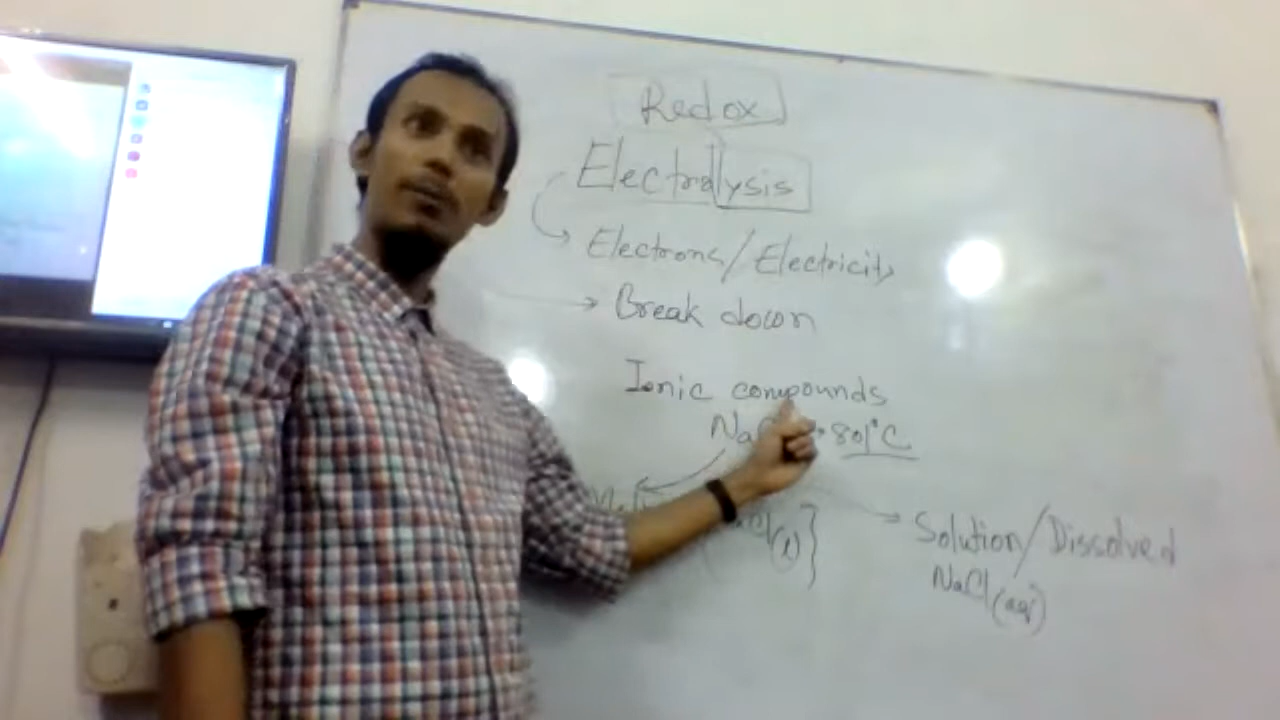 Redox
Electrolysis
Electrons/Electricity
Break down
Ionic compounds
801°C
Solution/Dissolved
(l)
NaCl(aq)